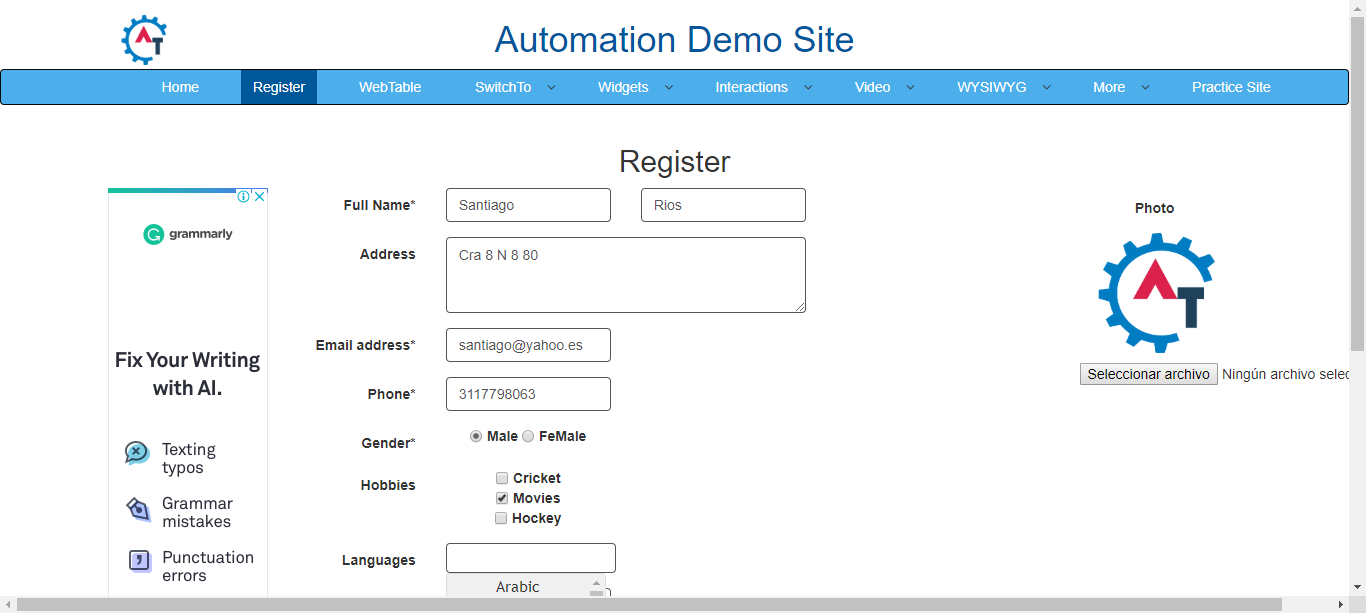 AT
Automation Demo Site
Home Register WebTable SwitchTo Widgets Interactions Video WYSIWYG More Practice Site
Register
grammarly
Fix Your Writing
with AI.
Texting
typos
Grammar
mistakes
Punctuation
errors
Full Name* Santiago Rios
Address Cra 8 N 8 80
Email address* santiago@yahoo.es
Phone* 3117798063
Gender* Male FeMale
Hobbies Cricket
Movies
Hockey
Languages
Arabic
Photo
AT
Seleccionar archivo Ningún archivo selec